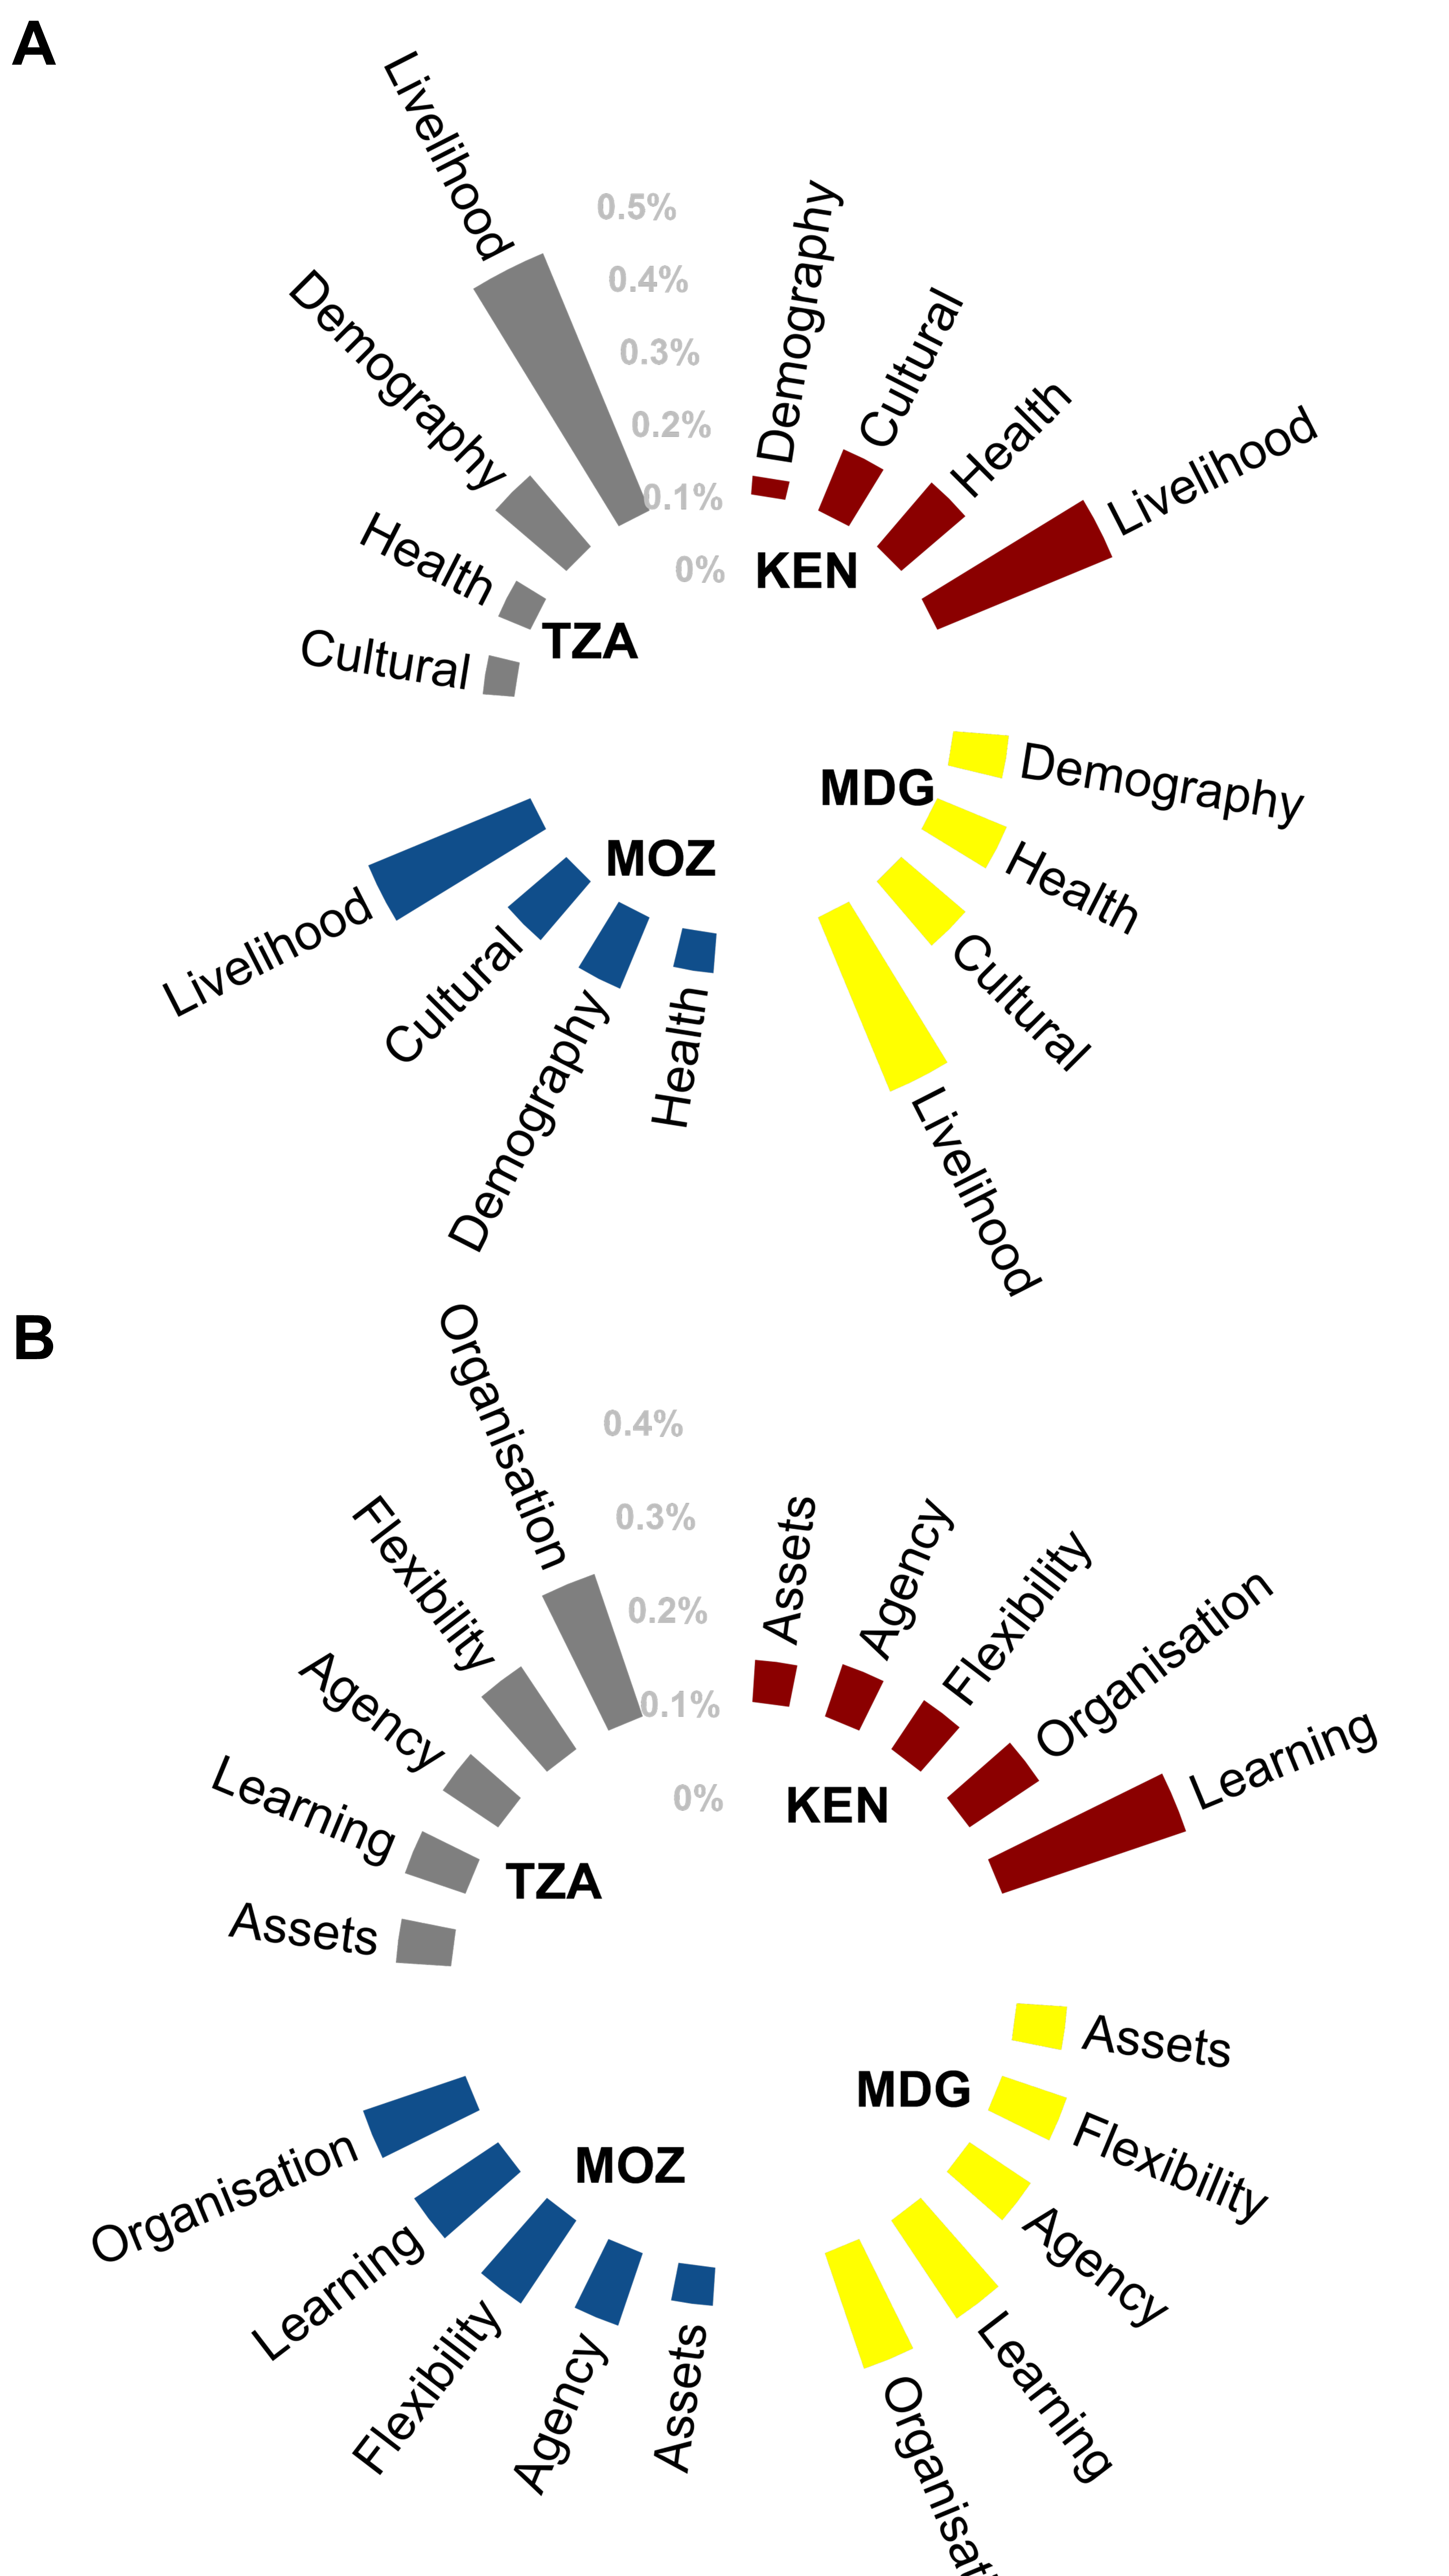 A
Livelihood
Demography
Health
Cultural
TZA
0.5%
0.4%
0.3%
0.2%
0.1%
0%
Demography
Cultural
Health
Livelihood
KEN
Demography
Health
Cultural
Livelihood
MDG
Livelihood
Cultural
Demography
Health
MOZ
B
Organisation
Flexibility
Agency
Learning
Assets
TZA
0.4%
0.3%
0.2%
0.1%
0%
Assets
Agency
Flexibility
Organisation
Learning
KEN
Assets
Flexibility
Agency
Learning
MDG
Organisation
Learning
Flexibility
Agency
Assets
MOZ